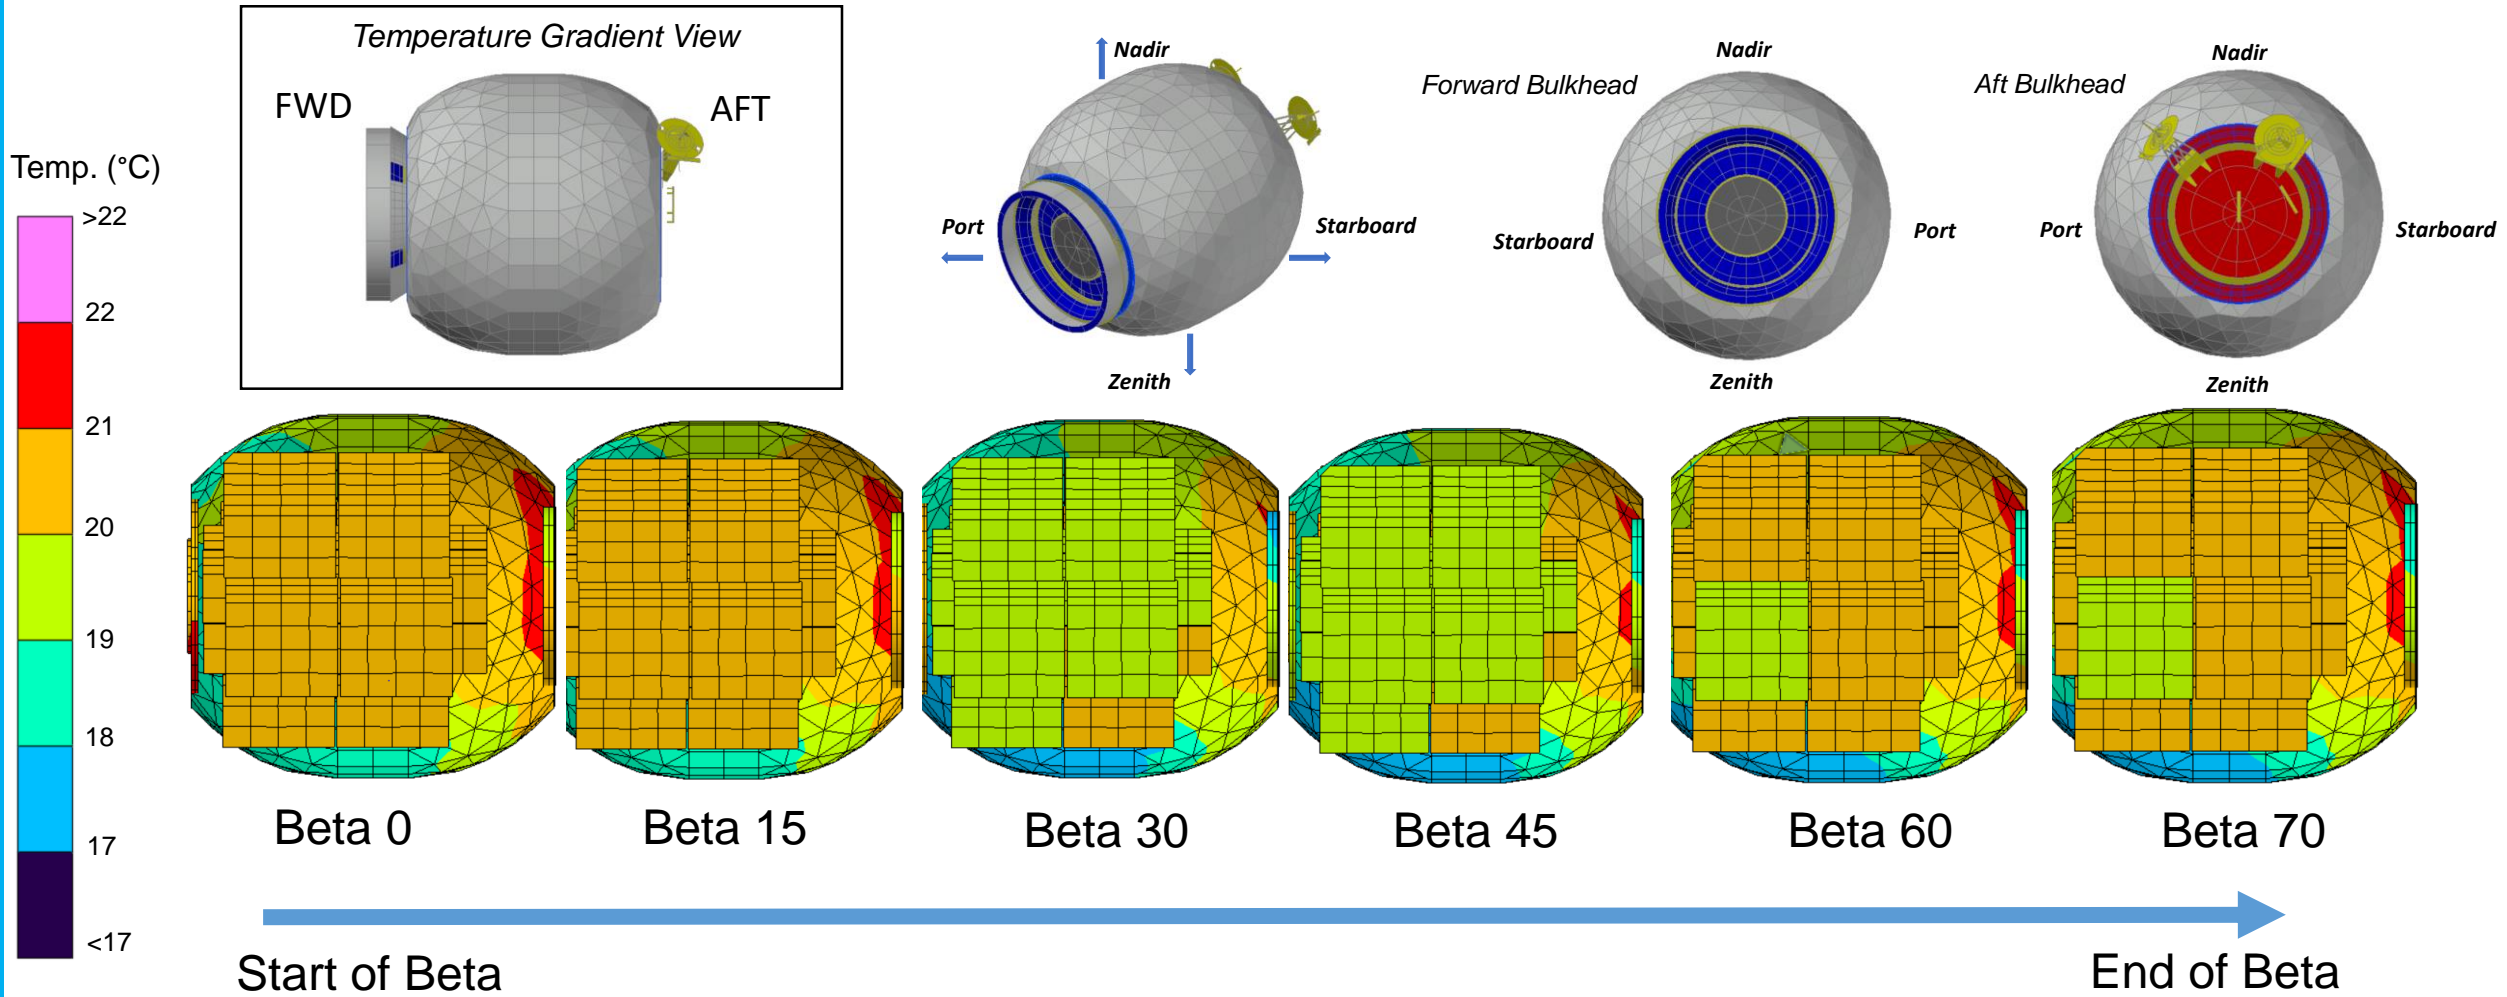 Temperature Gradient View
FWD
AFT
Temp. (°C)
>22
22
21
20
19
18
17
<17
Nadir
Port
Starboard
Zenith
Forward Bulkhead
Nadir
Starboard
Port
Zenith
Aft Bulkhead
Nadir
Port
Starboard
Zenith
Beta 0
Beta 15
Beta 30
Beta 45
Beta 60
Beta 70
Start of Beta
End of Beta